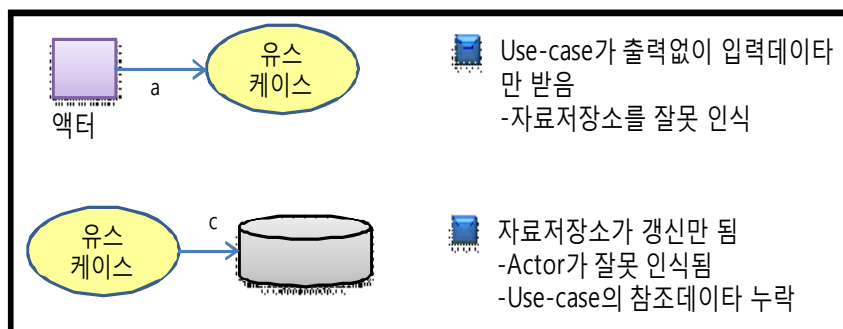 유스
케이스
a
액터
Use-case가 출력없이 입력데이타
만 받음
-자료저장소를 잘못 인식
유스
케이스
c
자료저장소가 갱신만 됨
-Actor가 잘못 인식됨
-Use-case의 참조데이타 누락